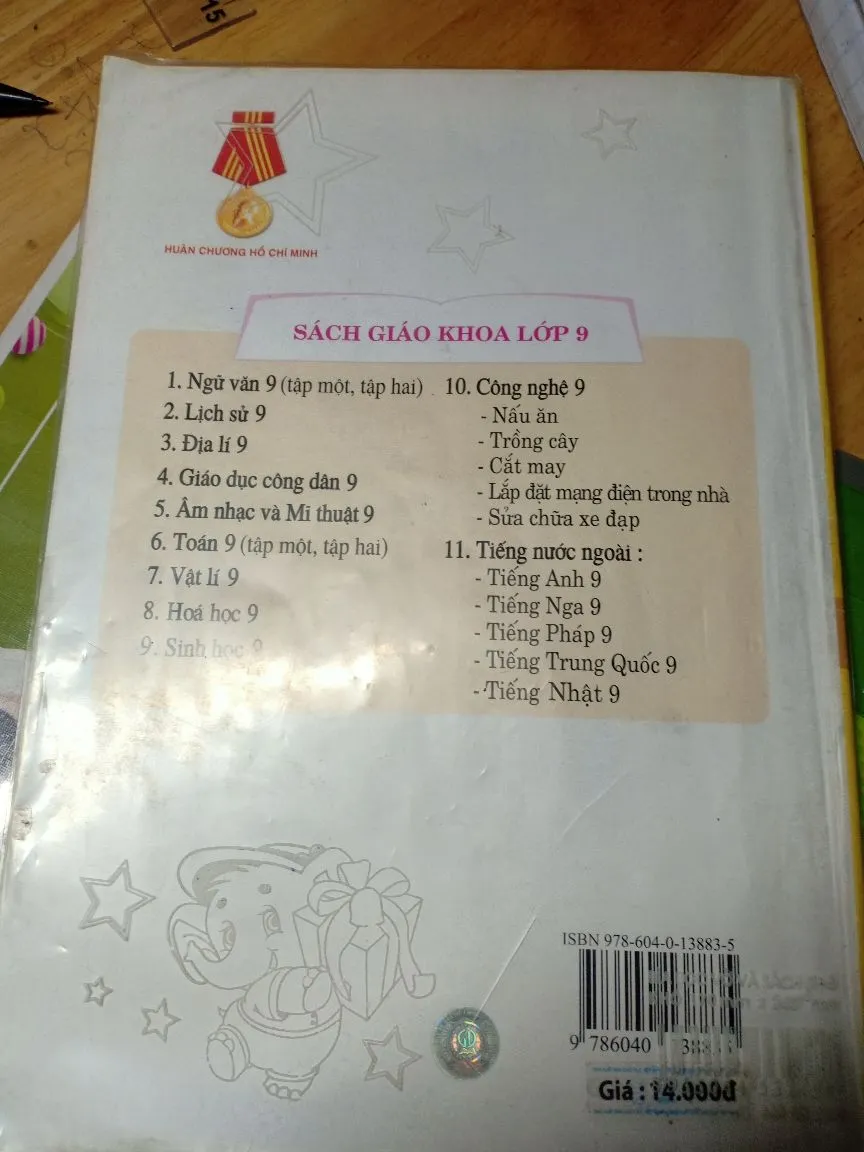 15
HUÂN CHƯƠNG HỒ CHÍ MINH
SÁCH GIÁO KHOA LỚP 9
1. Ngữ văn 9 (tập một, tập hai)
2. Lịch sử 9
3. Địa lí 9
4. Giáo dục công dân 9
5. Âm nhạc và Mĩ thuật 9
6. Toán 9 (tập một, tập hai)
7. Vật lí 9
8. Hoá học 9
9. Sinh học 9
10. Công nghệ 9
- Nấu ăn
- Trồng cây
- Cắt may
- Lắp đặt mạng điện trong nhà
- Sửa chữa xe đạp
11. Tiếng nước ngoài :
- Tiếng Anh 9
- Tiếng Nga 9
- Tiếng Pháp 9
- Tiếng Trung Quốc 9
- Tiếng Nhật 9
ISBN 978-604-0-13883-5
9 786040
Giá : 14.000đ